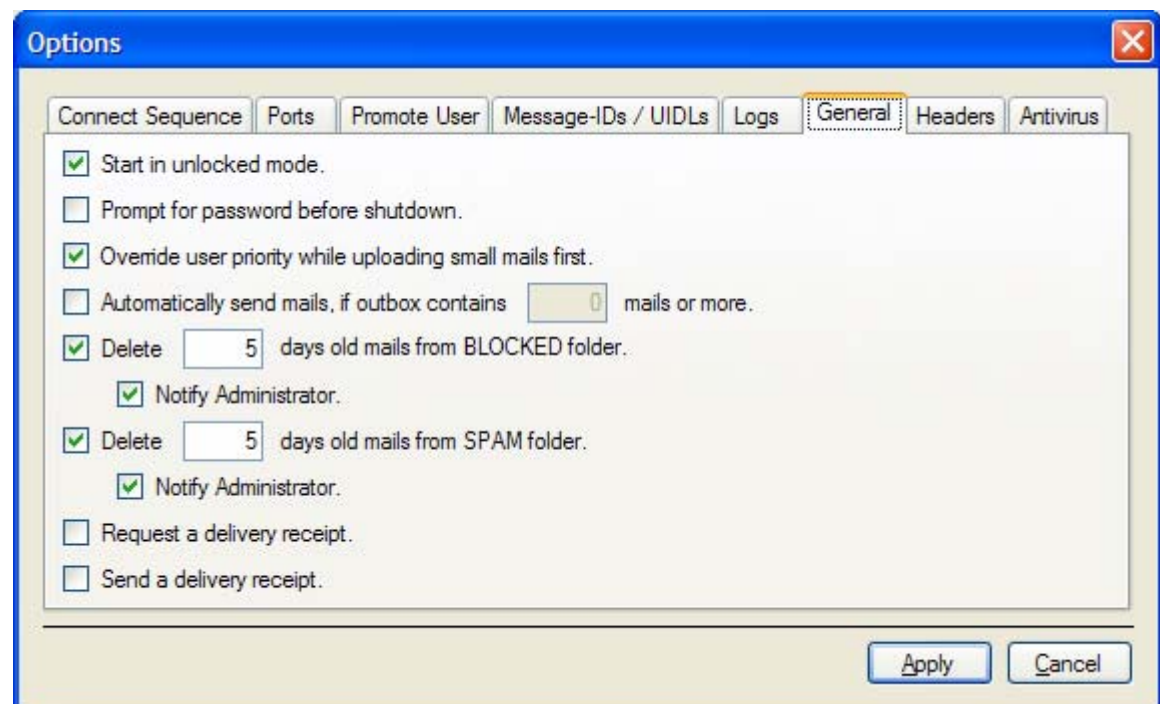 Options
Connect Sequence Ports Promote User Message-IDs / UIDLs Logs General Headers Antivirus
Start in unlocked mode.
Prompt for password before shutdown.
Override user priority while uploading small mails first.
Automatically send mails, if outbox contains 0 mails or more.
Delete 5 days old mails from BLOCKED folder.
Notify Administrator.
Delete 5 days old mails from SPAM folder.
Notify Administrator.
Request a delivery receipt.
Send a delivery receipt.
Apply Cancel